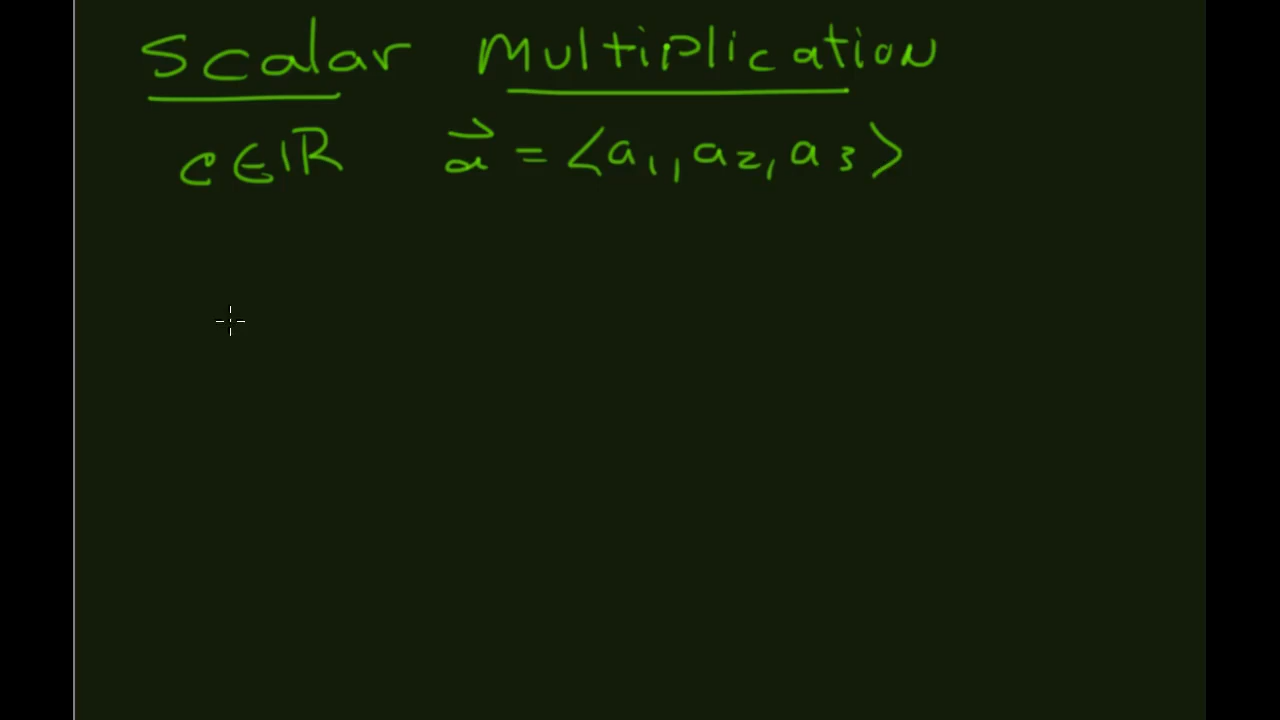 Scalar Multiplication
c∈ℝ a⃗ = ⟨a₁, a₂, a₃⟩